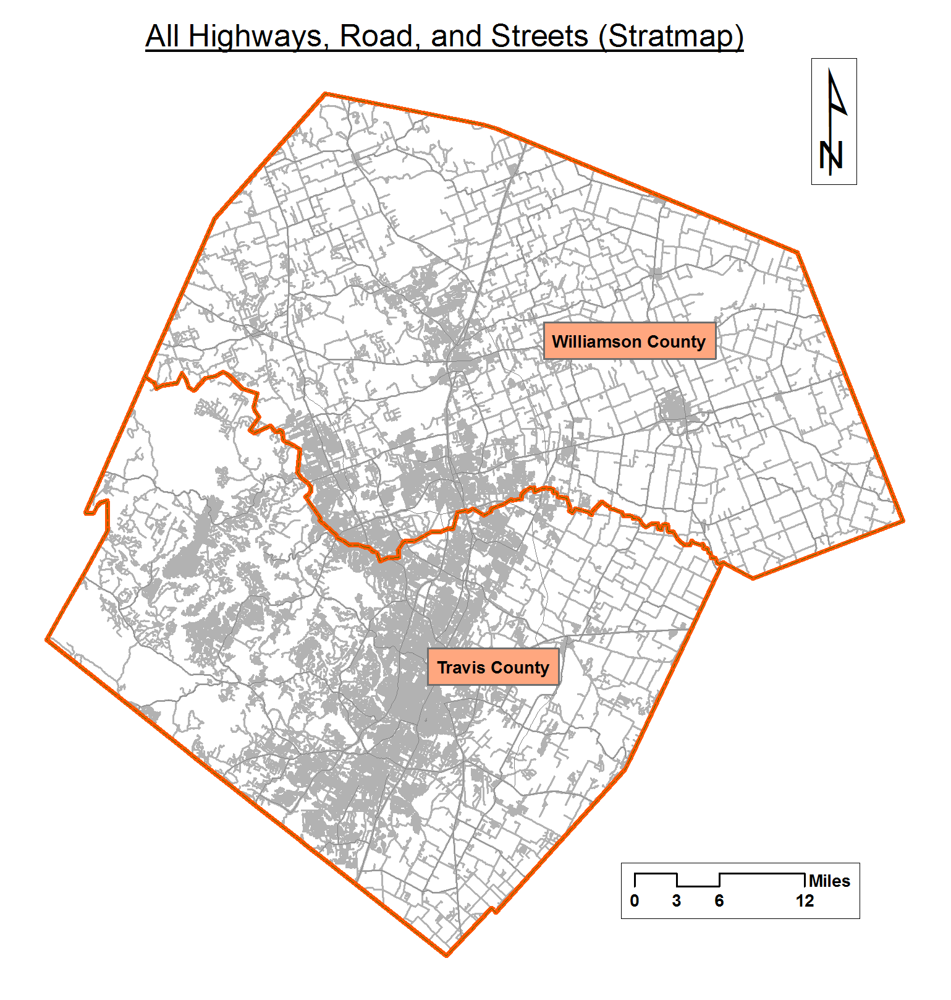 All Highways, Road, and Streets (Stratmap)
N
Williamson County
Travis County
Miles
0 3 6 12